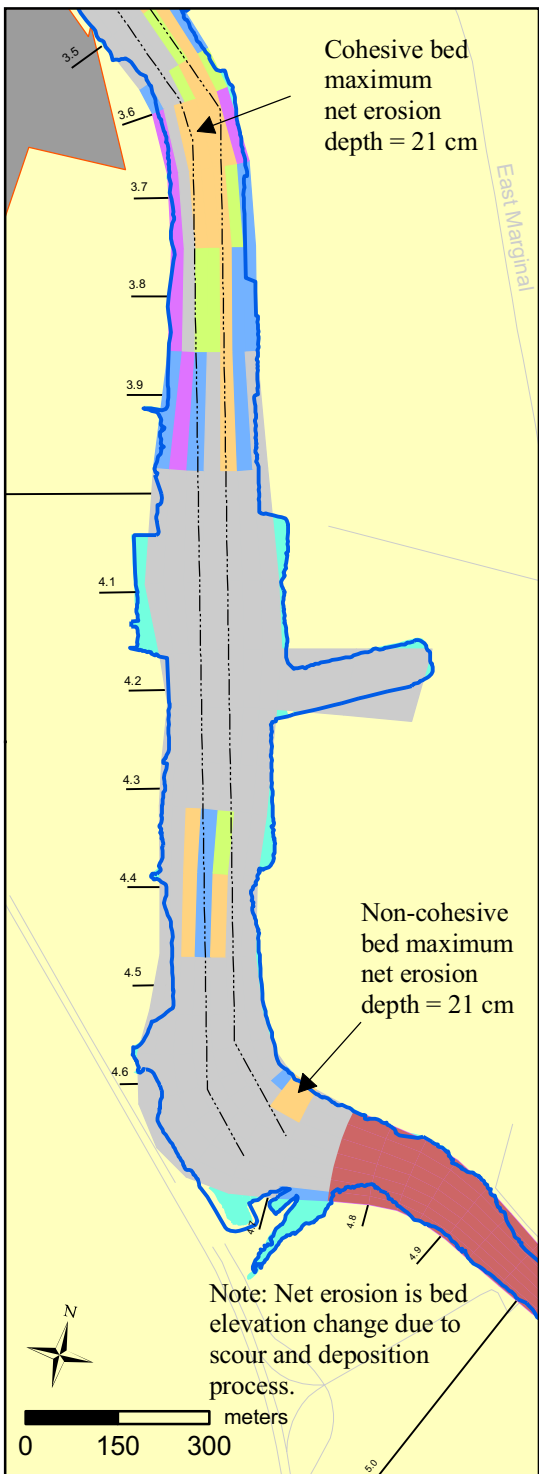 Cohesive bed
maximum
net erosion
depth = 21 cm
3.5
3.6
East Marginal
3.7
3.8
3.9
4.1
4.2
4.3
4.4
Non-cohesive
bed maximum
net erosion
depth = 21 cm
4.5
4.6
4.7
4.8
4.9
Note: Net erosion is bed
elevation change due to
scour and deposition
process.
N
meters
0 150 300
5.0